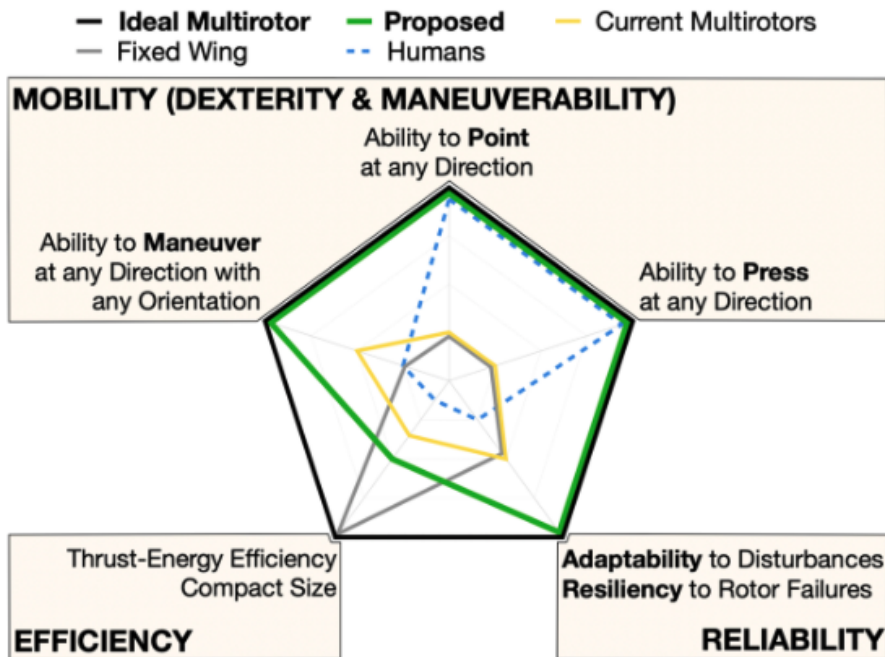 Ideal Multirotor
Proposed
Current Multirotors
Fixed Wing
Humans
MOBILITY (DEXTERITY & MANEUVERABILITY)
Ability to Point
at any Direction
Ability to Maneuver
at any Direction with
any Orientation
Ability to Press
at any Direction
Thrust-Energy Efficiency
Compact Size
EFFICIENCY
Adaptability to Disturbances
Resiliency to Rotor Failures
RELIABILITY